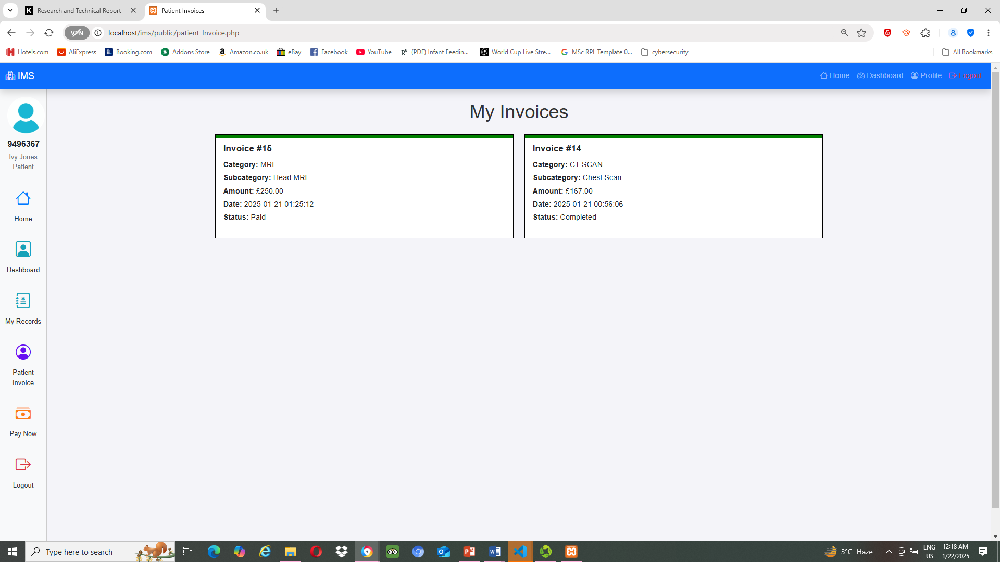 Research and Technical Report
Patient Invoices
VPN
localhost/ims/public/patient_Invoice.php
Hotels.com
AliExpress
Booking.com
Addons Store
Amazon.co.uk
eBay
Facebook
YouTube
(PDF) Infant Feedin...
World Cup Live Stre...
MSc RPL Template 0...
cybersecurity
All Bookmarks
IMS
Home
Dashboard
Profile
Logout
9496367
Ivy Jones
Patient
Home
Dashboard
My Records
Patient
Invoice
Pay Now
Logout
My Invoices
Invoice #15
Category: MRI
Subcategory: Head MRI
Amount: £250.00
Date: 2025-01-21 01:25:12
Status: Paid
Invoice #14
Category: CT-SCAN
Subcategory: Chest Scan
Amount: £167.00
Date: 2025-01-21 00:56:06
Status: Completed
Type here to search
3°C Haze
ENG
US
12:18 AM
1/22/2025